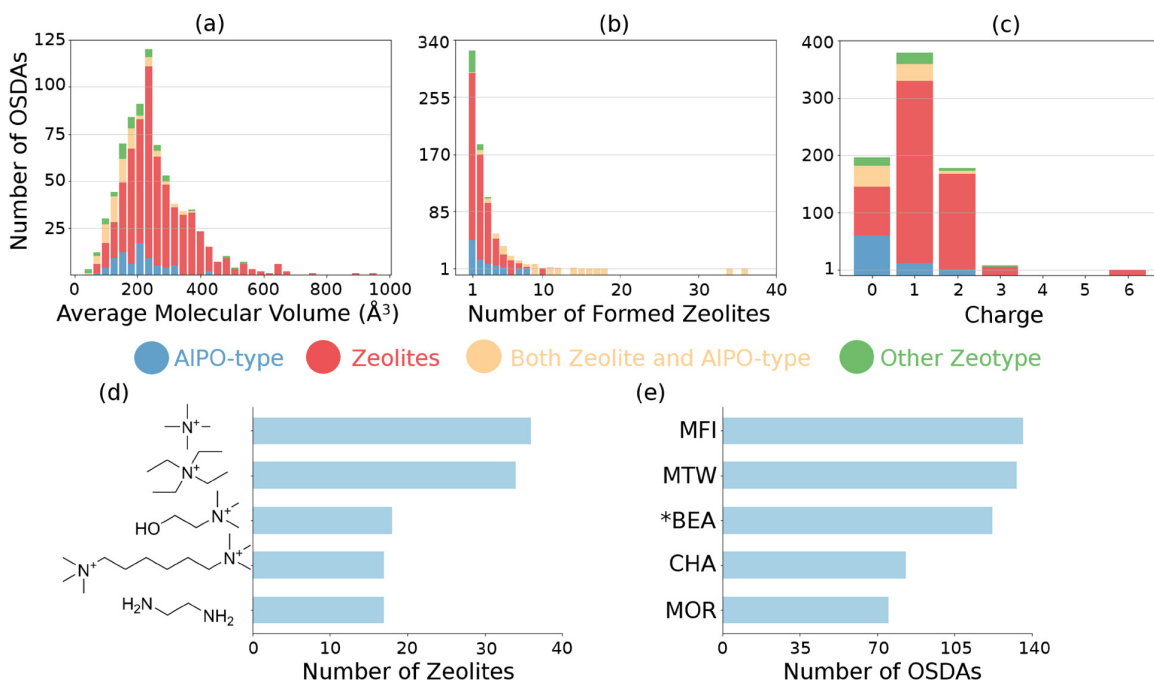 (a)
(b)
(c)
Number of OSDAs
125
100
75
50
25
0
200
400
600
800
1000
Average Molecular Volume (Å³)
340
255
170
85
1
1
10
20
30
40
Number of Formed Zeolites
400
300
200
100
1
0
1
2
3
4
5
6
Charge
AlPO-type
Zeolites
Both Zeolite and AlPO-type
Other Zeotype
(d)
N+
N+
HO
N+
N+
N+
H₂N
NH₂
0
10
20
30
40
Number of Zeolites
(e)
MFI
MTW
*BEA
CHA
MOR
0
35
70
105
140
Number of OSDAs